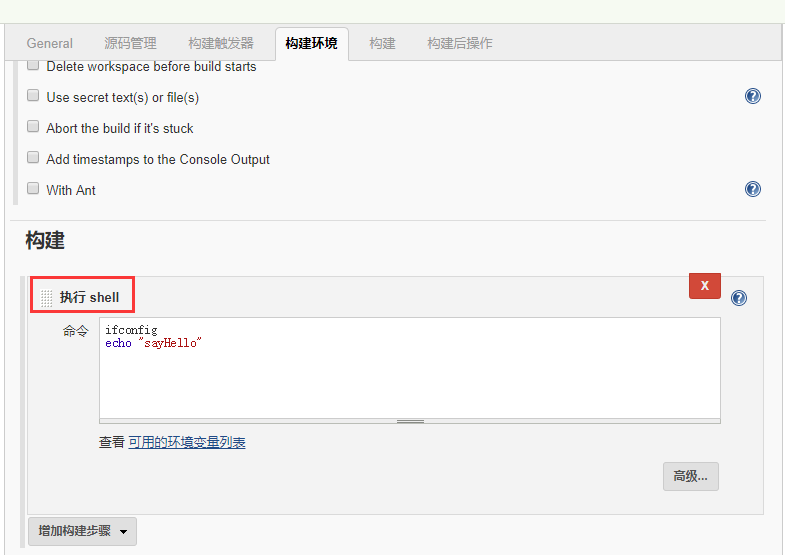 General 源码管理 构建触发器 构建环境 构建 构建后操作
Delete workspace before build starts
Use secret text(s) or file(s)
?
Abort the build if it's stuck
Add timestamps to the Console Output
With Ant
?
构建
执行 shell
X
?
命令
ifconfig
echo "sayHello"
查看 可用的环境变量列表
高级...
增加构建步骤